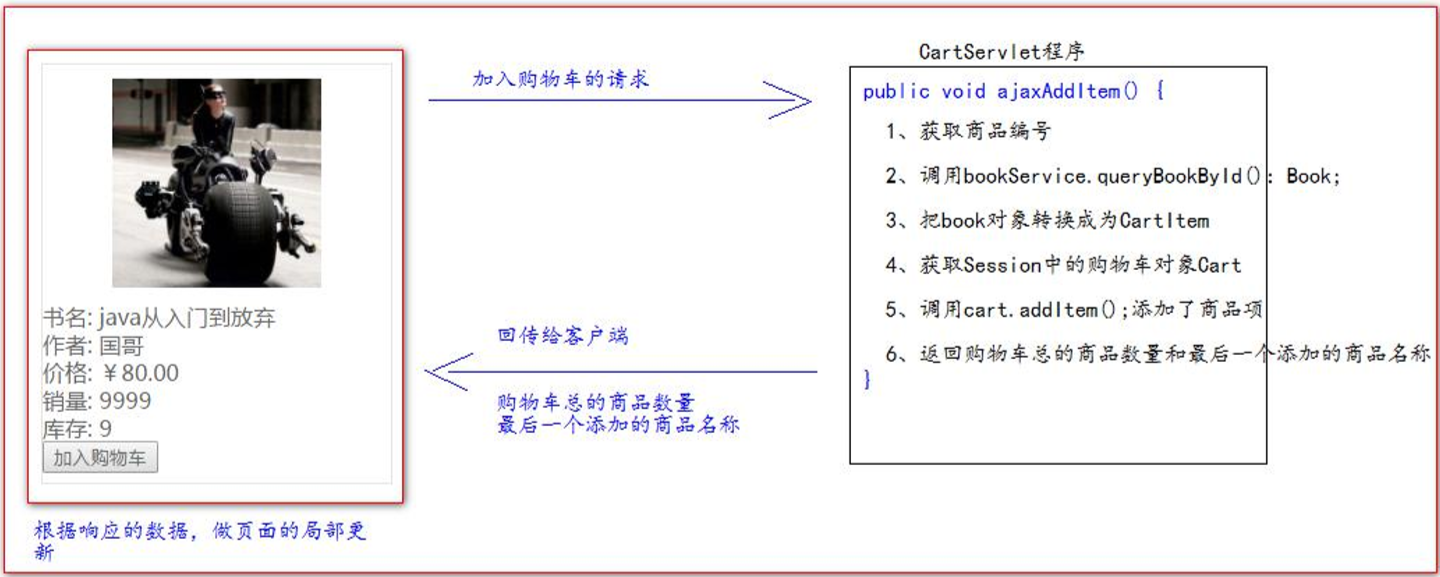 加入购物车的请求
CartServlet程序
public void ajaxAddItem() {
1、获取商品编号
2、调用bookService.queryBookById(): Book;
3、把book对象转换成为CartItem
4、获取Session中的购物车对象Cart
5、调用cart.addItem();添加了商品项
6、返回购物车总的商品数量和最后一个添加的商品名称
}
回传给客户端
购物车总的商品数量
最后一个添加的商品名称
书名: java从入门到放弃
作者: 国哥
价格: ￥80.00
销量: 9999
库存: 9
加入购物车
根据响应的数据, 做页面的局部更
新